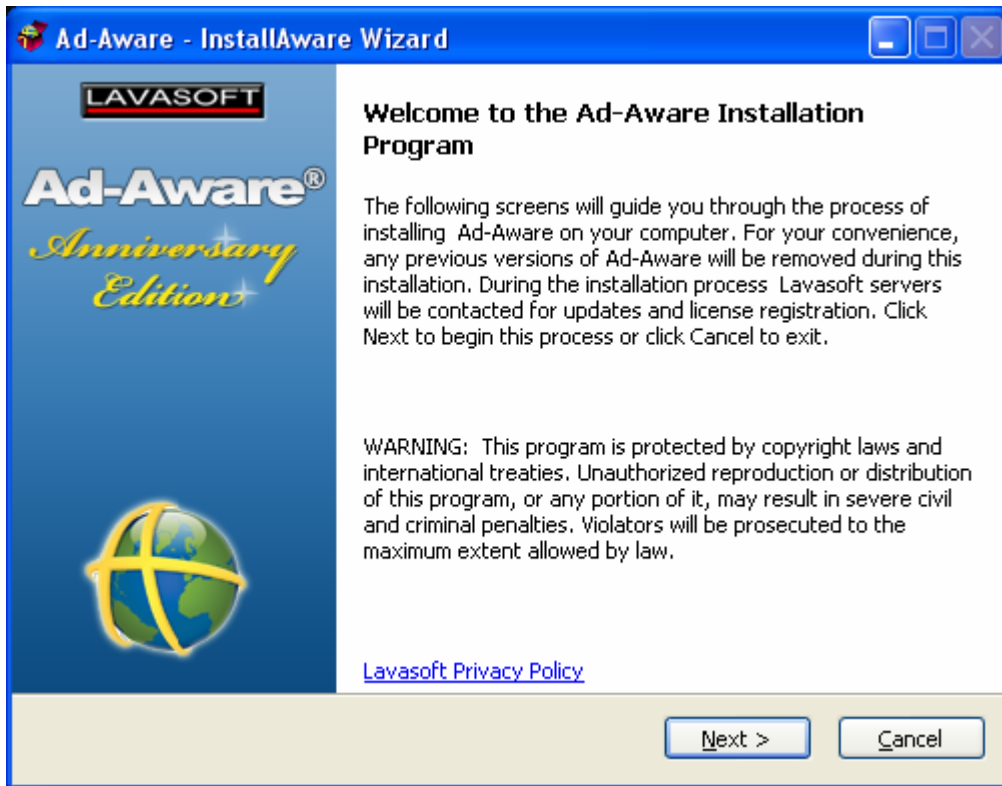 Ad-Aware - InstallAware Wizard
LAVASOFT
Ad-Aware®
Anniversary
Edition
Welcome to the Ad-Aware Installation
Program
The following screens will guide you through the process of
installing  Ad-Aware on your computer. For your convenience,
any previous versions of Ad-Aware will be removed during this
installation. During the installation process  Lavasoft servers
will be contacted for updates and license registration. Click
Next to begin this process or click Cancel to exit.
WARNING:  This program is protected by copyright laws and
international treaties. Unauthorized reproduction or distribution
of this program, or any portion of it, may result in severe civil
and criminal penalties. Violators will be prosecuted to the
maximum extent allowed by law.
Lavasoft Privacy Policy
Next >
Cancel